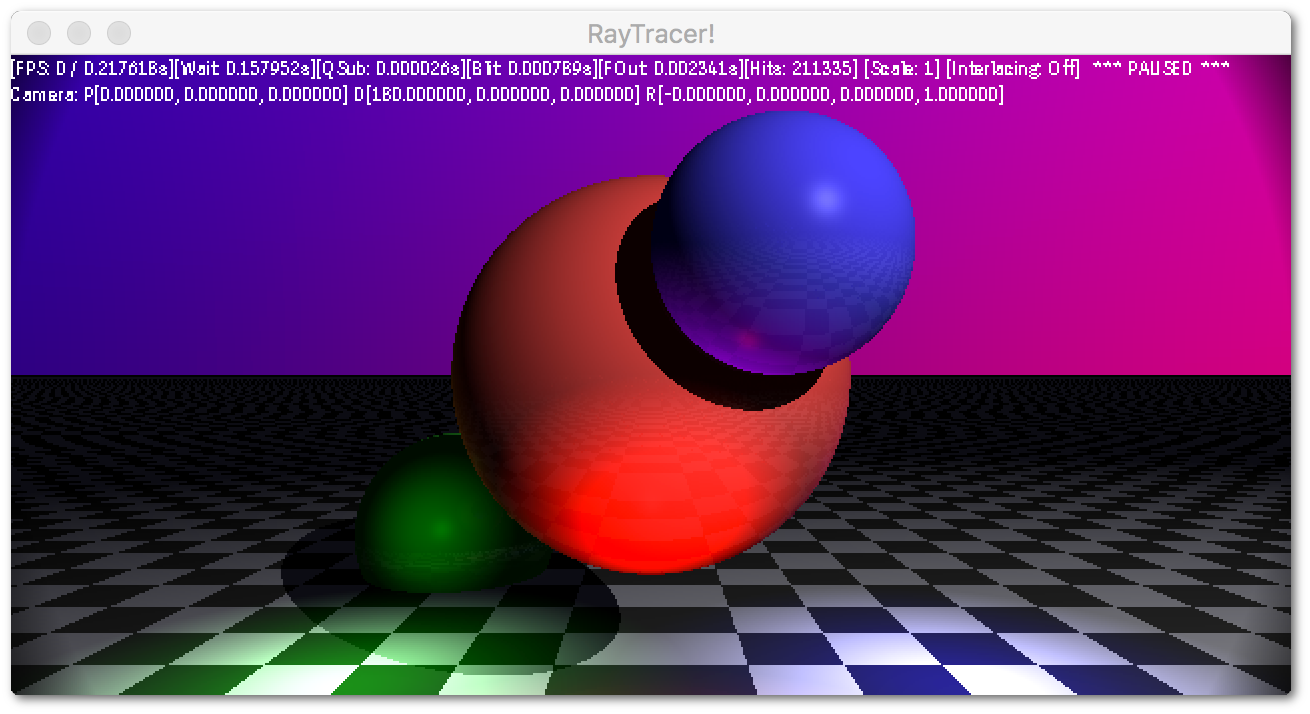 RayTracer!
[FPS: 0 / 0.217618s][Wait: 0.157952s][QSub: 0.000026s][Blit: 0.000789s][FOut: 0.002341s][Hits: 211335] [Scale: 1] [Interlacing: Off] *** PAUSED ***
Camera: P[0.000000, 0.000000, 0.000000] D[180.000000, 0.000000, 0.000000] R[-0.000000, 0.000000, 0.000000, 1.000000]